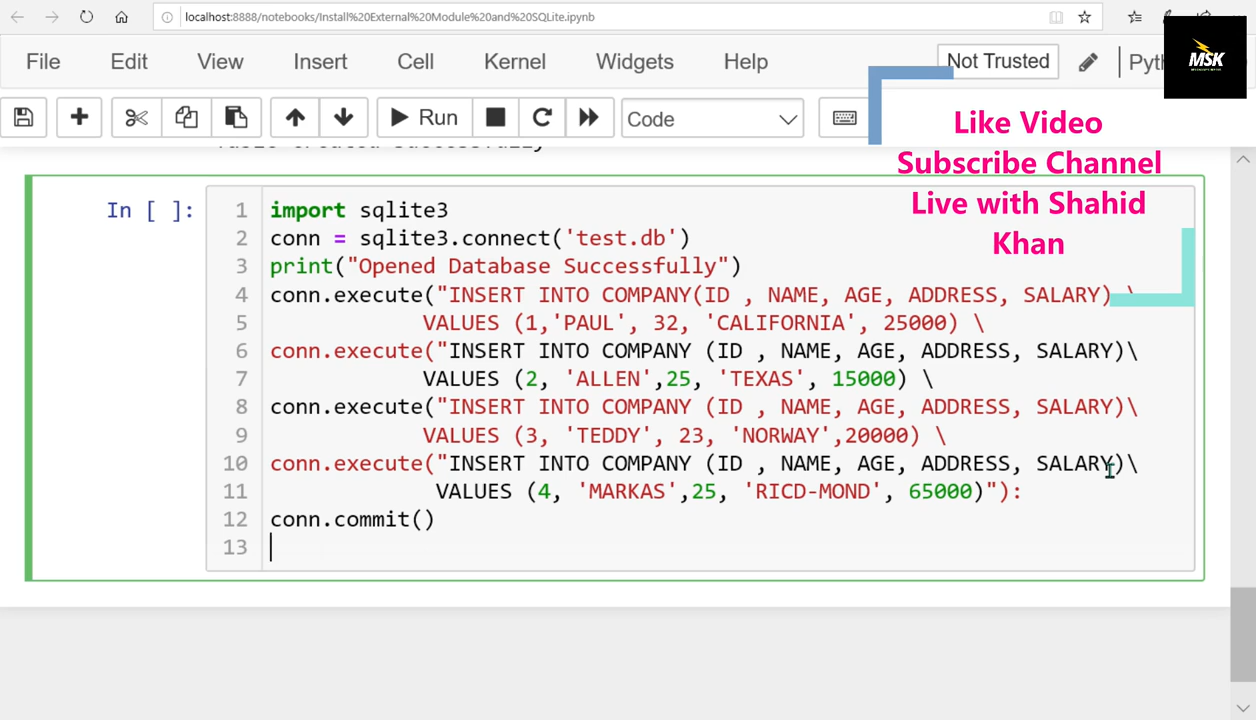 localhost:8888/notebooks/Install%20External%20Module%20and%20SQLite.ipynb
File Edit View Insert Cell Kernel Widgets Help Not Trusted
MSK
Run Code
Like Video
Subscribe Channel
Live with Shahid
Khan
In [ ]:
1 import sqlite3
2 conn = sqlite3.connect('test.db')
3 print("Opened Database Successfully")
4 conn.execute("INSERT INTO COMPANY(ID , NAME, AGE, ADDRESS, SALARY) \
5 VALUES (1,'PAUL', 32, 'CALIFORNIA', 25000) \
6 conn.execute("INSERT INTO COMPANY (ID , NAME, AGE, ADDRESS, SALARY)\
7 VALUES (2, 'ALLEN',25, 'TEXAS', 15000) \
8 conn.execute("INSERT INTO COMPANY (ID , NAME, AGE, ADDRESS, SALARY)\
9 VALUES (3, 'TEDDY', 23, 'NORWAY',20000) \
10 conn.execute("INSERT INTO COMPANY (ID , NAME, AGE, ADDRESS, SALARY)\
11 VALUES (4, 'MARKAS',25, 'RICD-MOND', 65000)"):
12 conn.commit()
13